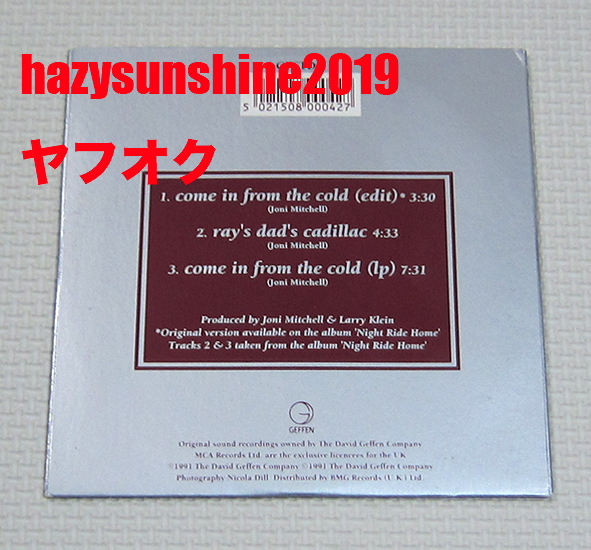 hazysunshine2019
5 021508 000427
ヤフオク
1. come in from the cold (edit)* 3:30
(Joni Mitchell)
2. ray's dad's cadillac 4:33
(Joni Mitchell)
3. come in from the cold (lp) 7:31
(Joni Mitchell)
Produced by Joni Mitchell & Larry Klein
*Original version available on the album 'Night Ride Home'
Tracks 2 & 3 taken from the album 'Night Ride Home'
GEFFEN
Original sound recordings owned by The David Geffen Company
MCA Records Ltd. are the exclusive licencees for the UK
©1991 The David Geffen Company ©1991 The David Geffen Company
Photography Nicola Dill. Distributed by BMG Records (U K) Ltd.